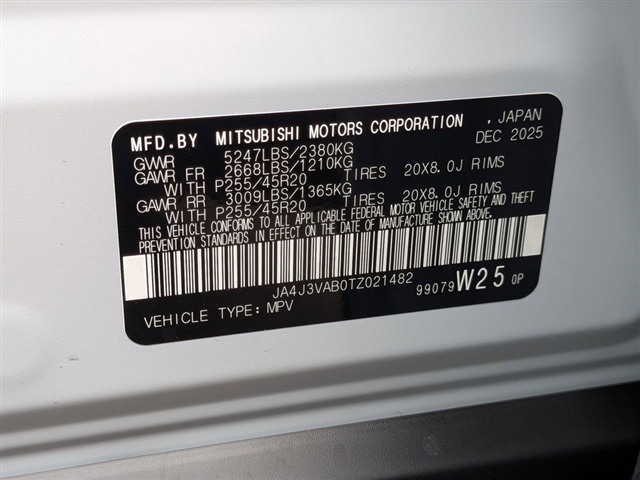 MFD.BY MITSUBISHI MOTORS CORPORATION , JAPAN
GVWR 5247LBS/2380KG DEC 2025
GAWR FR 2668LBS/1210KG
WITH P255/45R20 TIRES 20X8.0J RIMS
GAWR RR 3009LBS/1365KG
WITH P255/45R20 TIRES 20X8.0J RIMS
THIS VEHICLE CONFORMS TO ALL APPLICABLE FEDERAL MOTOR VEHICLE SAFETY AND THEFT
PREVENTION STANDARDS IN EFFECT ON THE DATE OF MANUFACTURE SHOWN ABOVE.
JA4J3VAB0TZ021482
99079 W25 0P
VEHICLE TYPE: MPV